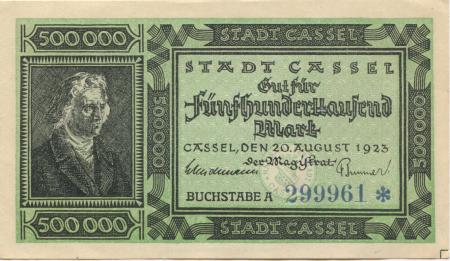 500000 STADT CASSEL
STADT CASSEL
Gut für
Fünfhunderttausend
Mark
CASSEL, DEN 20. AUGUST 1923
der Magistrat
BUCHSTABE A 299961 *
500000
500000
500000 STADT CASSEL